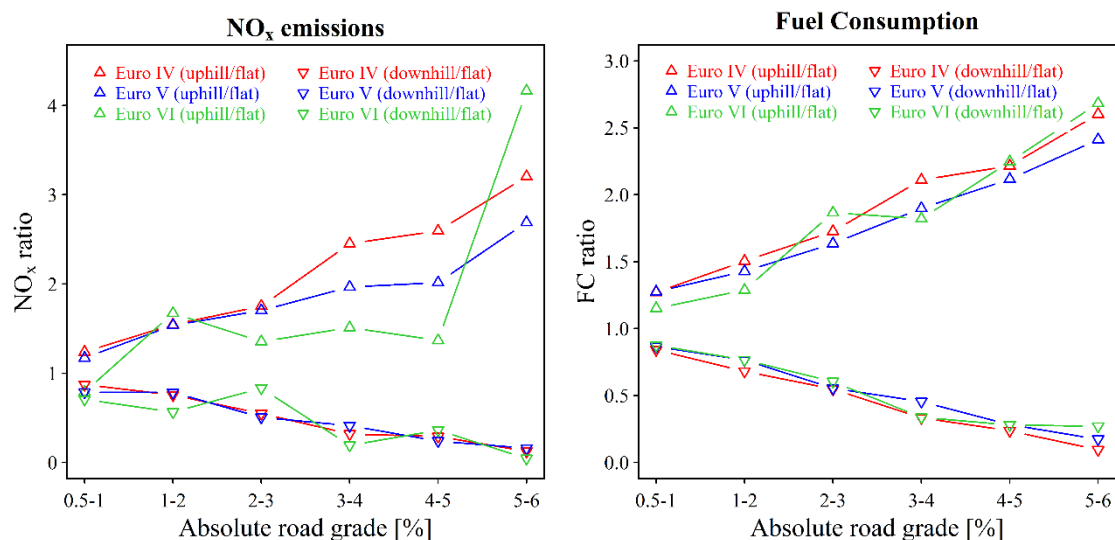 NOx emissions
Euro IV (uphill/flat) Euro IV (downhill/flat)
Euro V (uphill/flat) Euro V (downhill/flat)
Euro VI (uphill/flat) Euro VI (downhill/flat)
NOx ratio
4
3
2
1
0
0.5-1 1-2 2-3 3-4 4-5 5-6
Absolute road grade [%]
Fuel Consumption
Euro IV (uphill/flat) Euro IV (downhill/flat)
Euro V (uphill/flat) Euro V (downhill/flat)
Euro VI (uphill/flat) Euro VI (downhill/flat)
FC ratio
3.0
2.5
2.0
1.5
1.0
0.5
0.0
0.5-1 1-2 2-3 3-4 4-5 5-6
Absolute road grade [%]